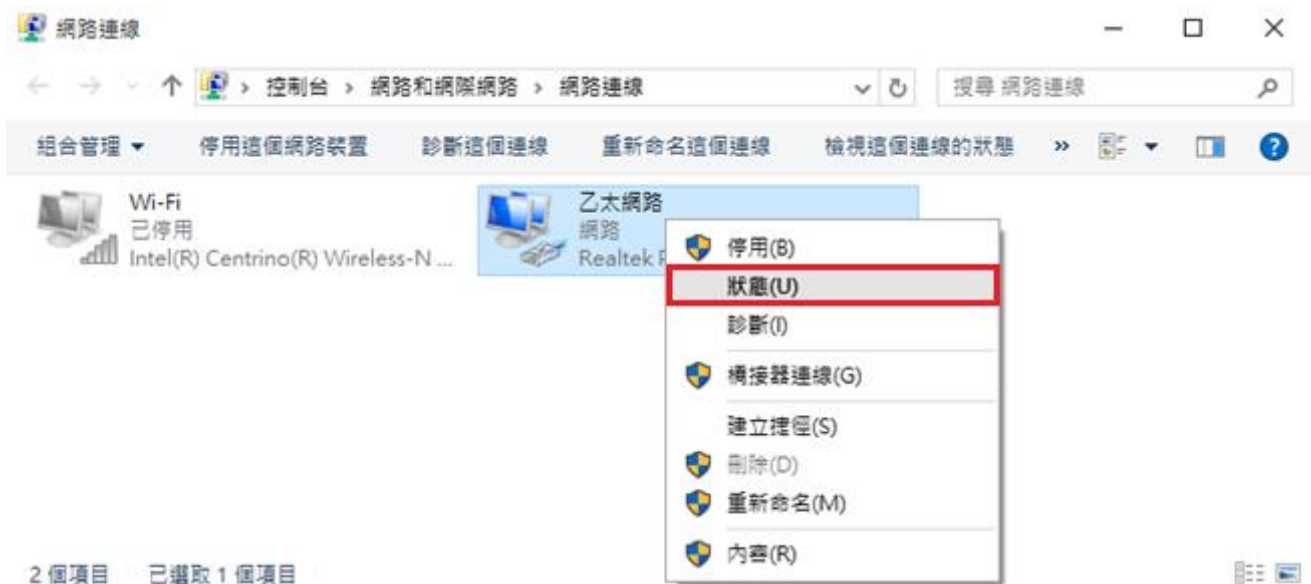 網路連線
控制台 › 網路和網際網路 › 網路連線
搜尋 網路連線
組合管理 停用這個網路裝置 診斷這個連線 重新命名這個連線 檢視這個連線的狀態 »
Wi-Fi
已停用
Intel(R) Centrino(R) Wireless-N ...
乙太網路
網路
Realtek
停用(B)
狀態(U)
診斷(I)
橋接器連線(G)
建立捷徑(S)
刪除(D)
重新命名(M)
內容(R)
2 個項目 已選取 1 個項目